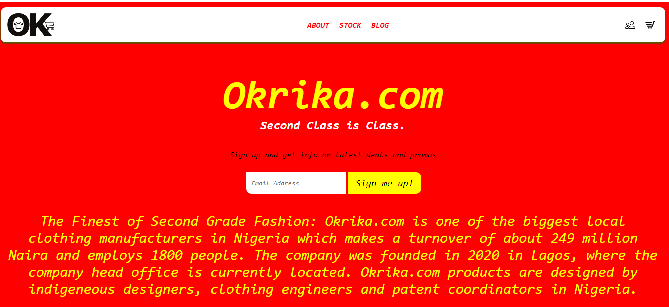 OK
ABOUT STOCK BLOG
Okrika.com
Second Class is Class.
Sign up and get info on latest deals and promos
Email Address
Sign me up!
The Finest of Second Grade Fashion: Okrika.com is one of the biggest local
clothing manufacturers in Nigeria which makes a turnover of about 249 million
Naira and employs 1800 people. The company was founded in 2020 in Lagos, where the
company head office is currently located. Okrika.com products are designed by
indigeneous designers, clothing engineers and patent coordinators in Nigeria.